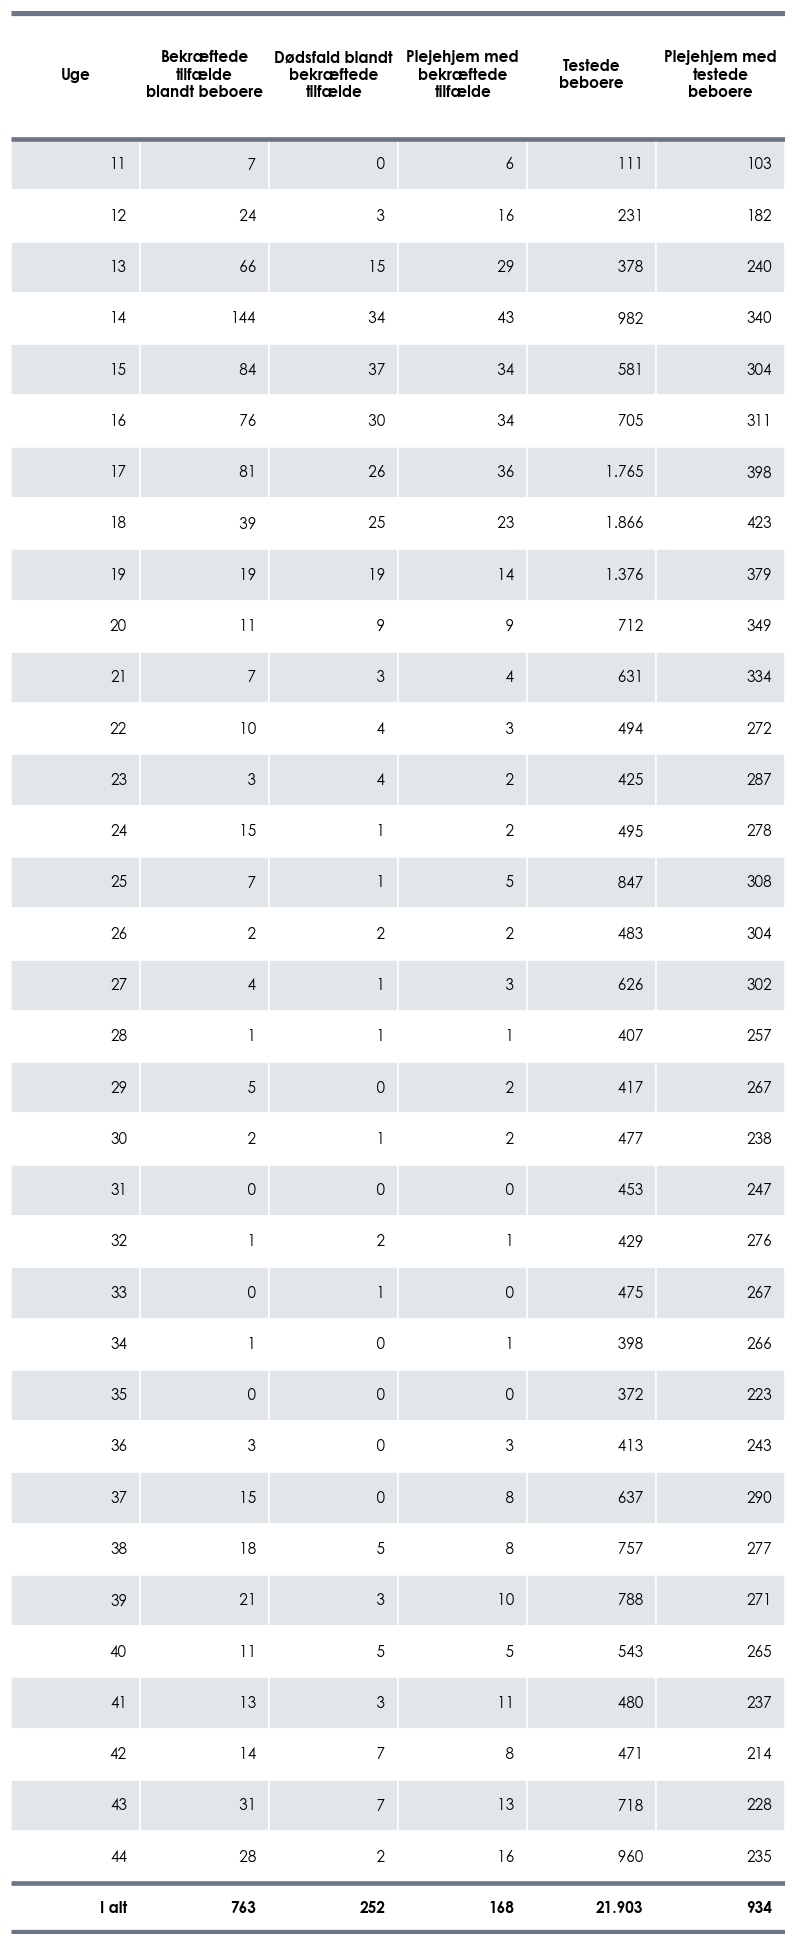 Uge Bekræftede tilfælde blandt beboere Dødsfald blandt bekræftede tilfælde Plejehjem med bekræftede tilfælde Testede beboere Plejehjem med testede beboere
11 7 0 6 111 103
12 24 3 16 231 182
13 66 15 29 378 240
14 144 34 43 982 340
15 84 37 34 581 304
16 76 30 34 705 311
17 81 26 36 1.765 398
18 39 25 23 1.866 423
19 19 19 14 1.376 379
20 11 9 9 712 349
21 7 3 4 631 334
22 10 4 3 494 272
23 3 4 2 425 287
24 15 1 2 495 278
25 7 1 5 847 308
26 2 2 2 483 304
27 4 1 3 626 302
28 1 1 1 407 257
29 5 0 2 417 267
30 2 1 2 477 238
31 0 0 0 453 247
32 1 2 1 429 276
33 0 1 0 475 267
34 1 0 1 398 266
35 0 0 0 372 223
36 3 0 3 413 243
37 15 0 8 637 290
38 18 5 8 757 277
39 21 3 10 788 271
40 11 5 5 543 265
41 13 3 11 480 237
42 14 7 8 471 214
43 31 7 13 718 228
44 28 2 16 960 235
I alt 763 252 168 21.903 934